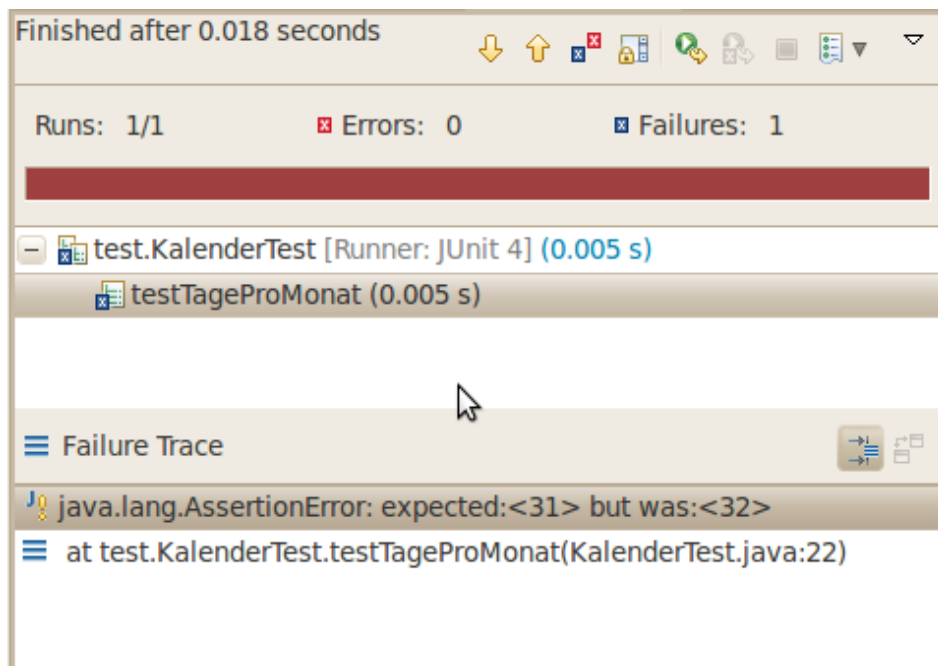 Finished after 0.018 seconds
Runs: 1/1 Errors: 0 Failures: 1
test.KalenderTest [Runner: JUnit 4] (0.005 s)
testTageProMonat (0.005 s)
Failure Trace
java.lang.AssertionError: expected:<31> but was:<32>
at test.KalenderTest.testTageProMonat(KalenderTest.java:22)